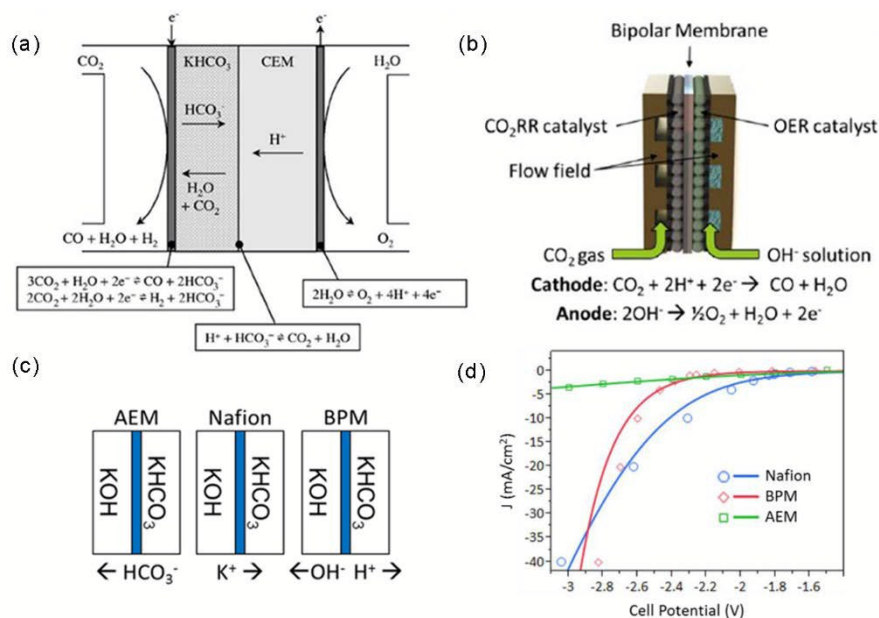 (a)
e⁻
e⁻
CO₂
KHCO₃
CEM
H₂O
HCO₃⁻
H⁺
H₂O
+ CO₂
CO + H₂O + H₂
O₂
3CO₂ + H₂O + 2e⁻ ⇌ CO + 2HCO₃⁻
2CO₂ + 2H₂O + 2e⁻ ⇌ H₂ + 2HCO₃⁻
2H₂O ⇌ O₂ + 4H⁺ + 4e⁻
H⁺ + HCO₃⁻ ⇌ CO₂ + H₂O
(b)
Bipolar Membrane
CO₂RR catalyst
OER catalyst
Flow field
CO₂ gas
OH⁻ solution
Cathode: CO₂ + 2H⁺ + 2e⁻ → CO + H₂O
Anode: 2OH⁻ → ½O₂ + H₂O + 2e⁻
(c)
AEM
Nafion
BPM
KOH
KHCO₃
KOH
KHCO₃
KOH
KHCO₃
← HCO₃⁻
K⁺ →
←OH⁻ H⁺→
(d)
0
-5
-10
-15
-20
-25
-30
-35
-40
J (mA/cm²)
Nafion
BPM
AEM
-3
-2.8
-2.6
-2.4
-2.2
-2
-1.8
-1.6
Cell Potential (V)